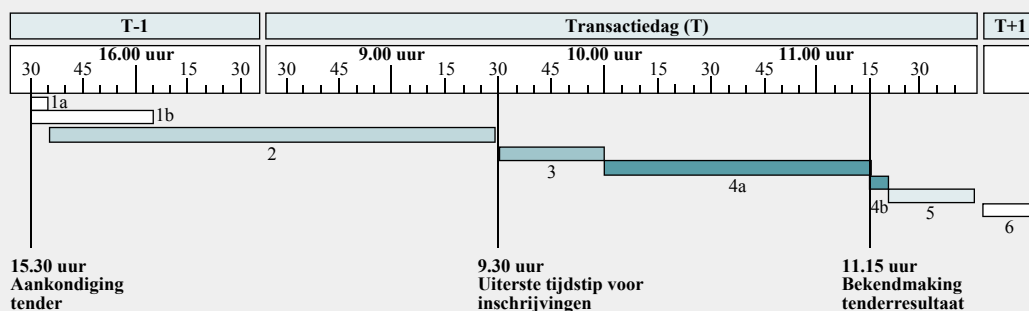 T-1 Transactiedag (T) T+1
16.00 uur 9.00 uur 10.00 uur 11.00 uur
30 45 15 30 30 45 15 30 45 15 30 45 15 30
1a
1b
2
3
4a
4b 5
6
15.30 uur 9.30 uur 11.15 uur
Aankondiging Uiterste tijdstip voor Bekendmaking
tender inschrijvingen tenderresultaat